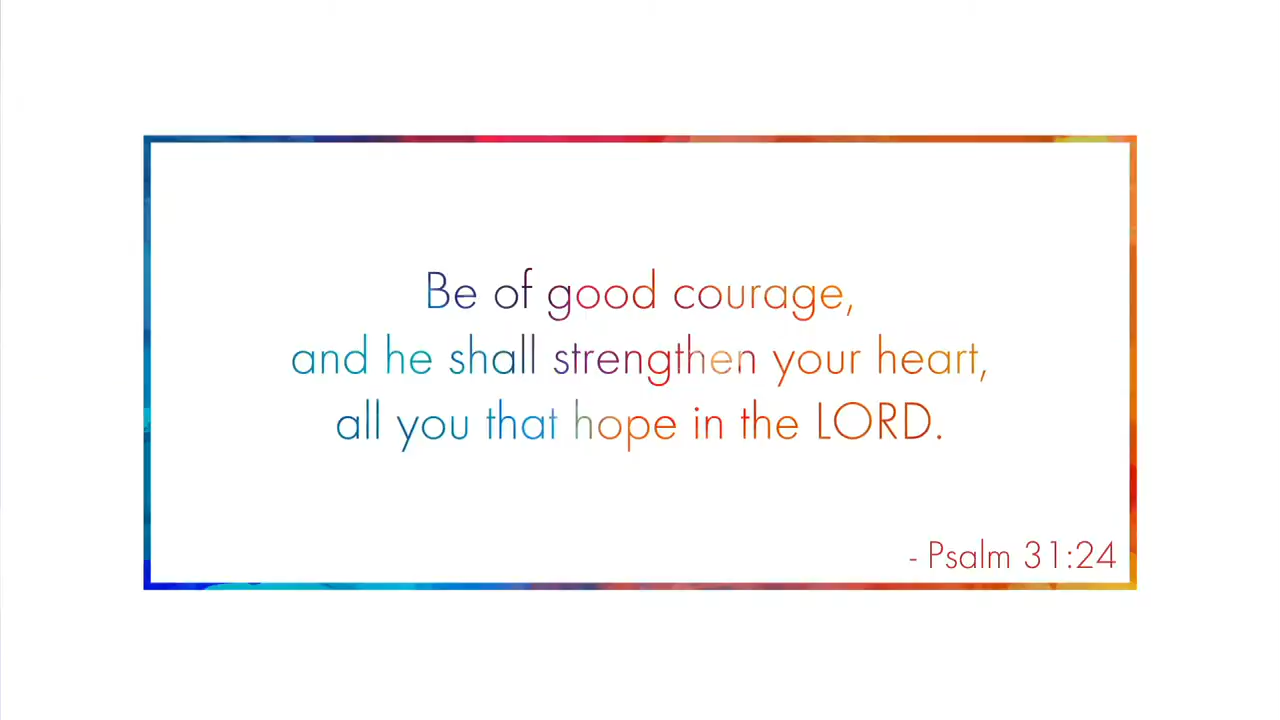 Be of good courage,
and he shall strengthen your heart,
all you that hope in the LORD.
- Psalm 31:24